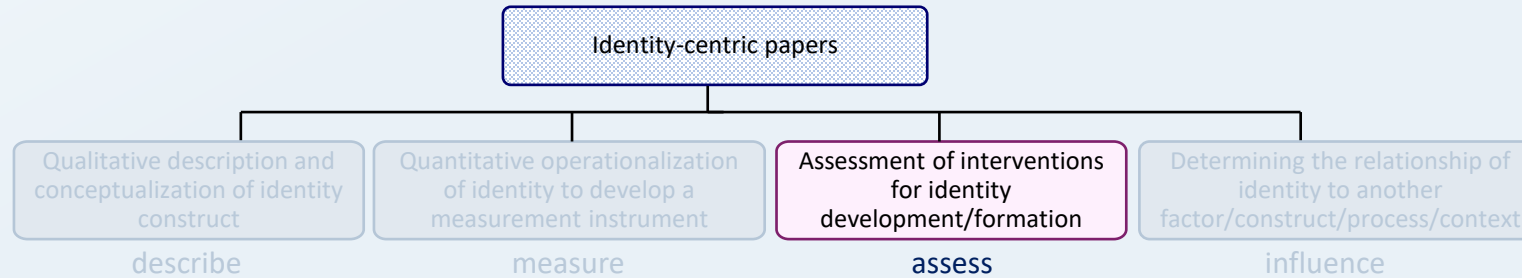 Identity-centric papers
Qualitative description and
conceptualization of identity
construct
Quantitative operationalization
of identity to develop a
measurement instrument
Assessment of interventions
for identity
development/formation
Determining the relationship of
identity to another
factor/construct/process/context
describe
measure
assess
influence